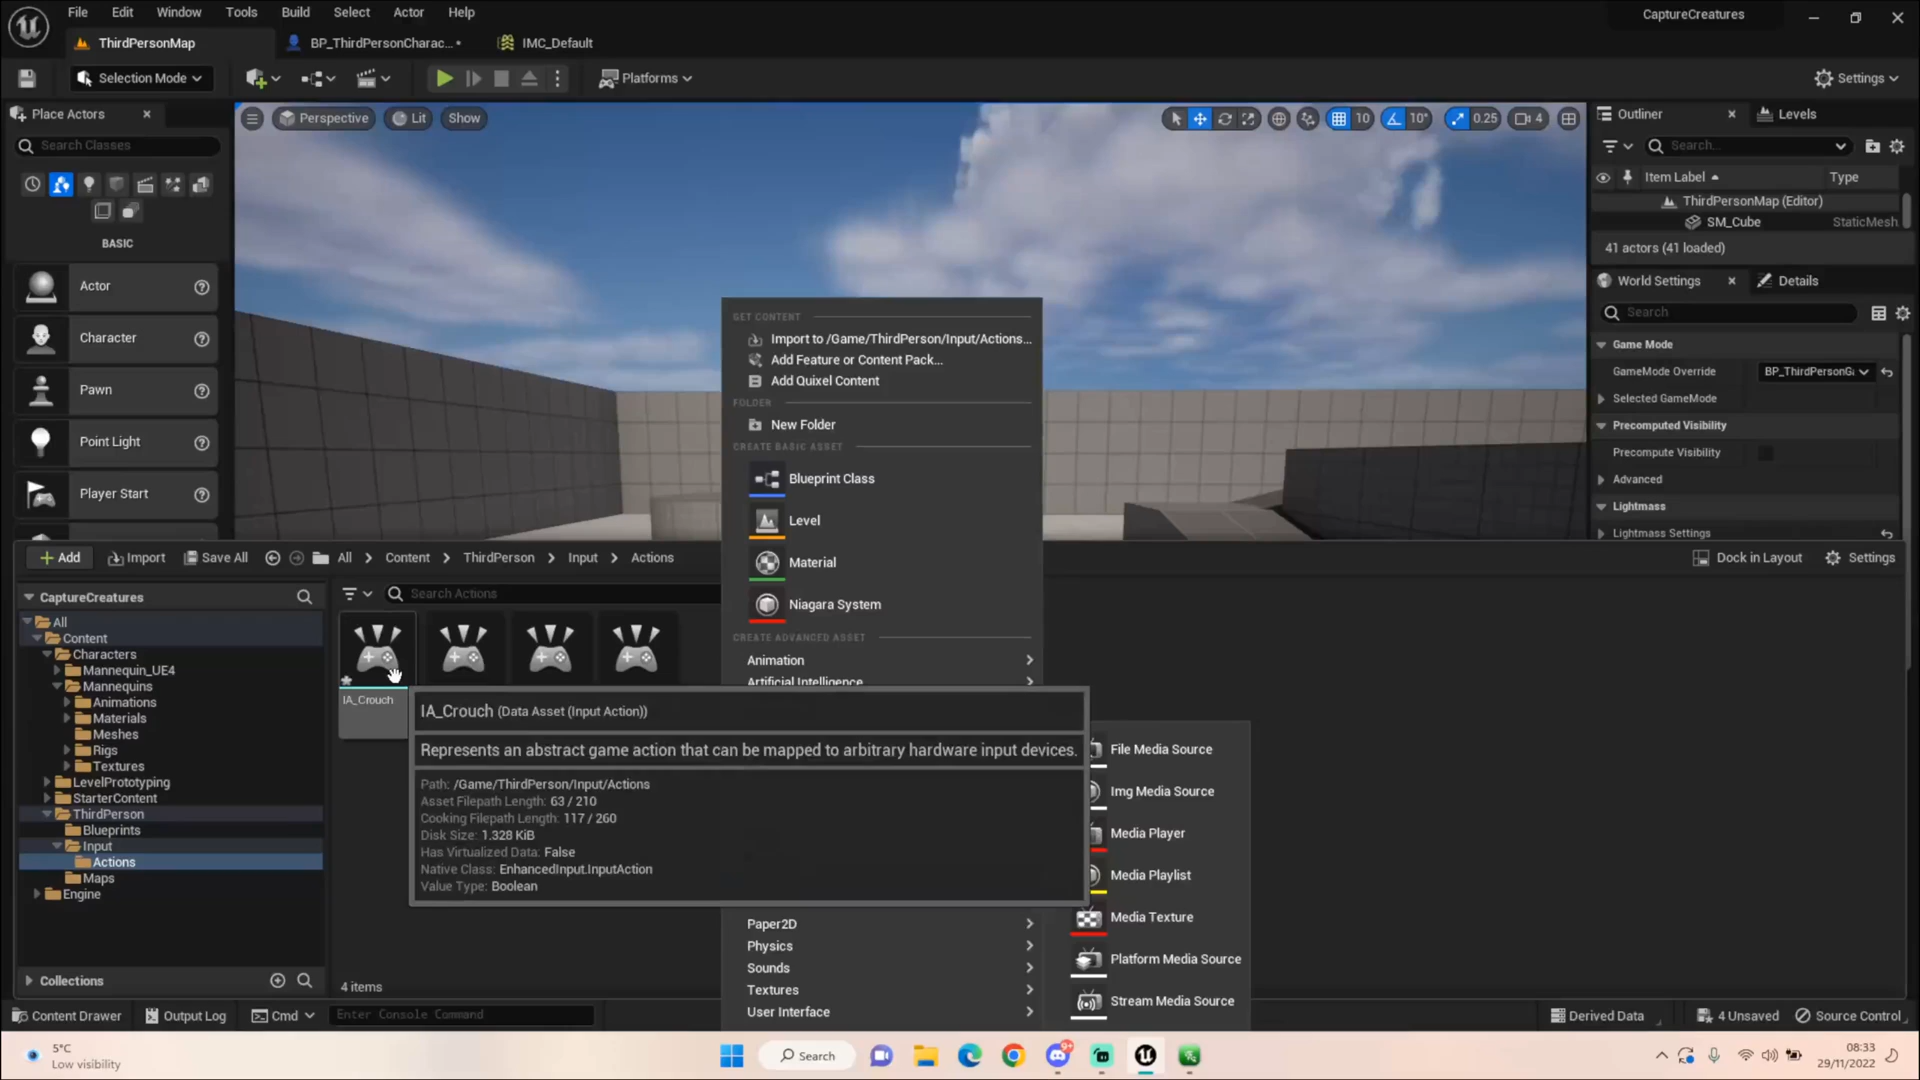 File Edit Window Tools Build Select Actor Help
CaptureCreatures
ThirdPersonMap
BP_ThirdPersonCharac... •
IMC_Default
Selection Mode
Platforms
Settings
Place Actors
Search Classes
BASIC
Actor
Character
Pawn
Point Light
Player Start
Perspective
Lit
Show
10
10°
0.25
4
Outliner
Levels
Search...
Item Label
Type
ThirdPersonMap (Editor)
SM_Cube
StaticMesh
41 actors (41 loaded)
World Settings
Details
Search
Game Mode
GameMode Override
BP_ThirdPersonGa
Selected GameMode
Precomputed Visibility
Precompute Visibility
Advanced
Lightmass
Lightmass Settings
GET CONTENT
Import to /Game/ThirdPerson/Input/Actions...
Add Feature or Content Pack...
Add Quixel Content
FOLDER
New Folder
CREATE BASIC ASSET
Blueprint Class
Level
Material
Niagara System
CREATE ADVANCED ASSET
Animation
Artificial Intelligence
Paper2D
Physics
Sounds
Textures
User Interface
File Media Source
Img Media Source
Media Player
Media Playlist
Media Texture
Platform Media Source
Stream Media Source
Add
Import
Save All
All
Content
ThirdPerson
Input
Actions
Dock in Layout
Settings
CaptureCreatures
All
Content
Characters
Mannequin_UE4
Mannequins
Animations
Materials
Meshes
Rigs
Textures
LevelPrototyping
StarterContent
ThirdPerson
Blueprints
Input
Actions
Maps
Engine
Collections
Search Actions
IA_Crouch
IA_Crouch (Data Asset (Input Action))
Represents an abstract game action that can be mapped to arbitrary hardware input devices.
Path: /Game/ThirdPerson/Input/Actions
Asset Filepath Length: 63 / 210
Cooking Filepath Length: 117 / 260
Disk Size: 1.328 KiB
Has Virtualized Data: False
Native Class: EnhancedInput.InputAction
Value Type: Boolean
4 items
Content Drawer
Output Log
Cmd
Enter Console Command
Derived Data
4 Unsaved
Source Control
5°C
Low visibility
Search
08:33
29/11/2022